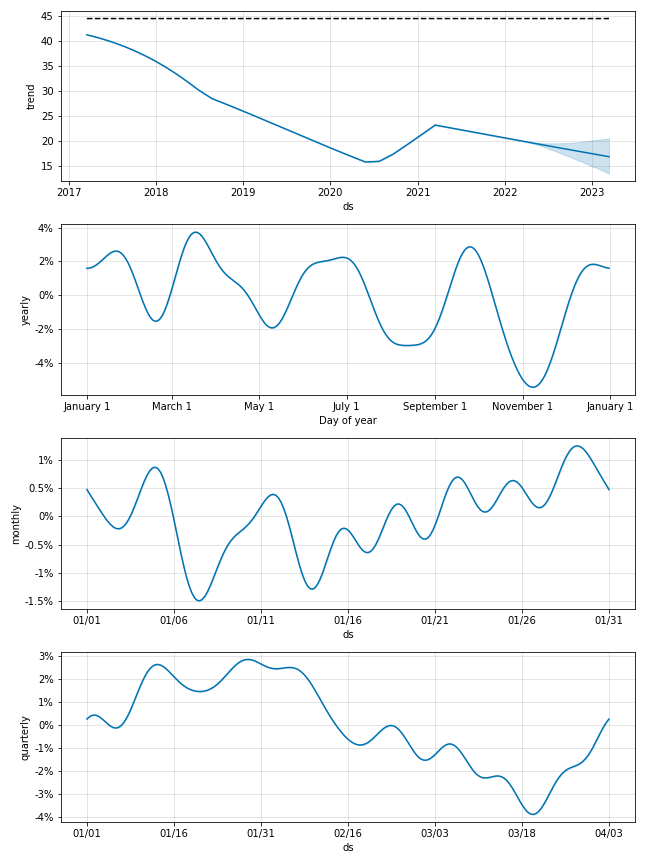 45
40
35
30
25
20
15
trend
2017 2018 2019 2020 2021 2022 2023
ds
4%
2%
0%
-2%
-4%
yearly
January 1 March 1 May 1 July 1 September 1 November 1 January 1
Day of year
1%
0.5%
0%
-0.5%
-1%
-1.5%
monthly
01/01 01/06 01/11 01/16 01/21 01/26 01/31
ds
3%
2%
1%
0%
-1%
-2%
-3%
-4%
quarterly
01/01 01/16 01/31 02/16 03/03 03/18 04/03
ds